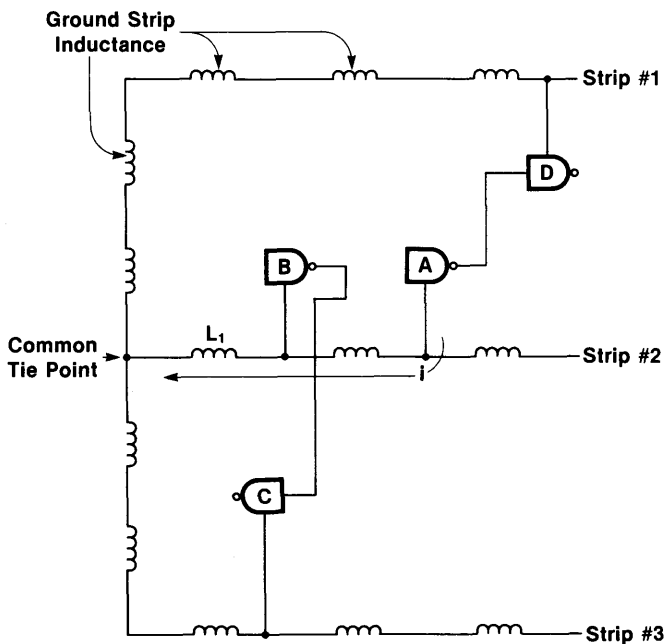 Ground Strip
Inductance
Strip #1
D
B
A
L1
Common
Tie Point
Strip #2
i
C
Strip #3